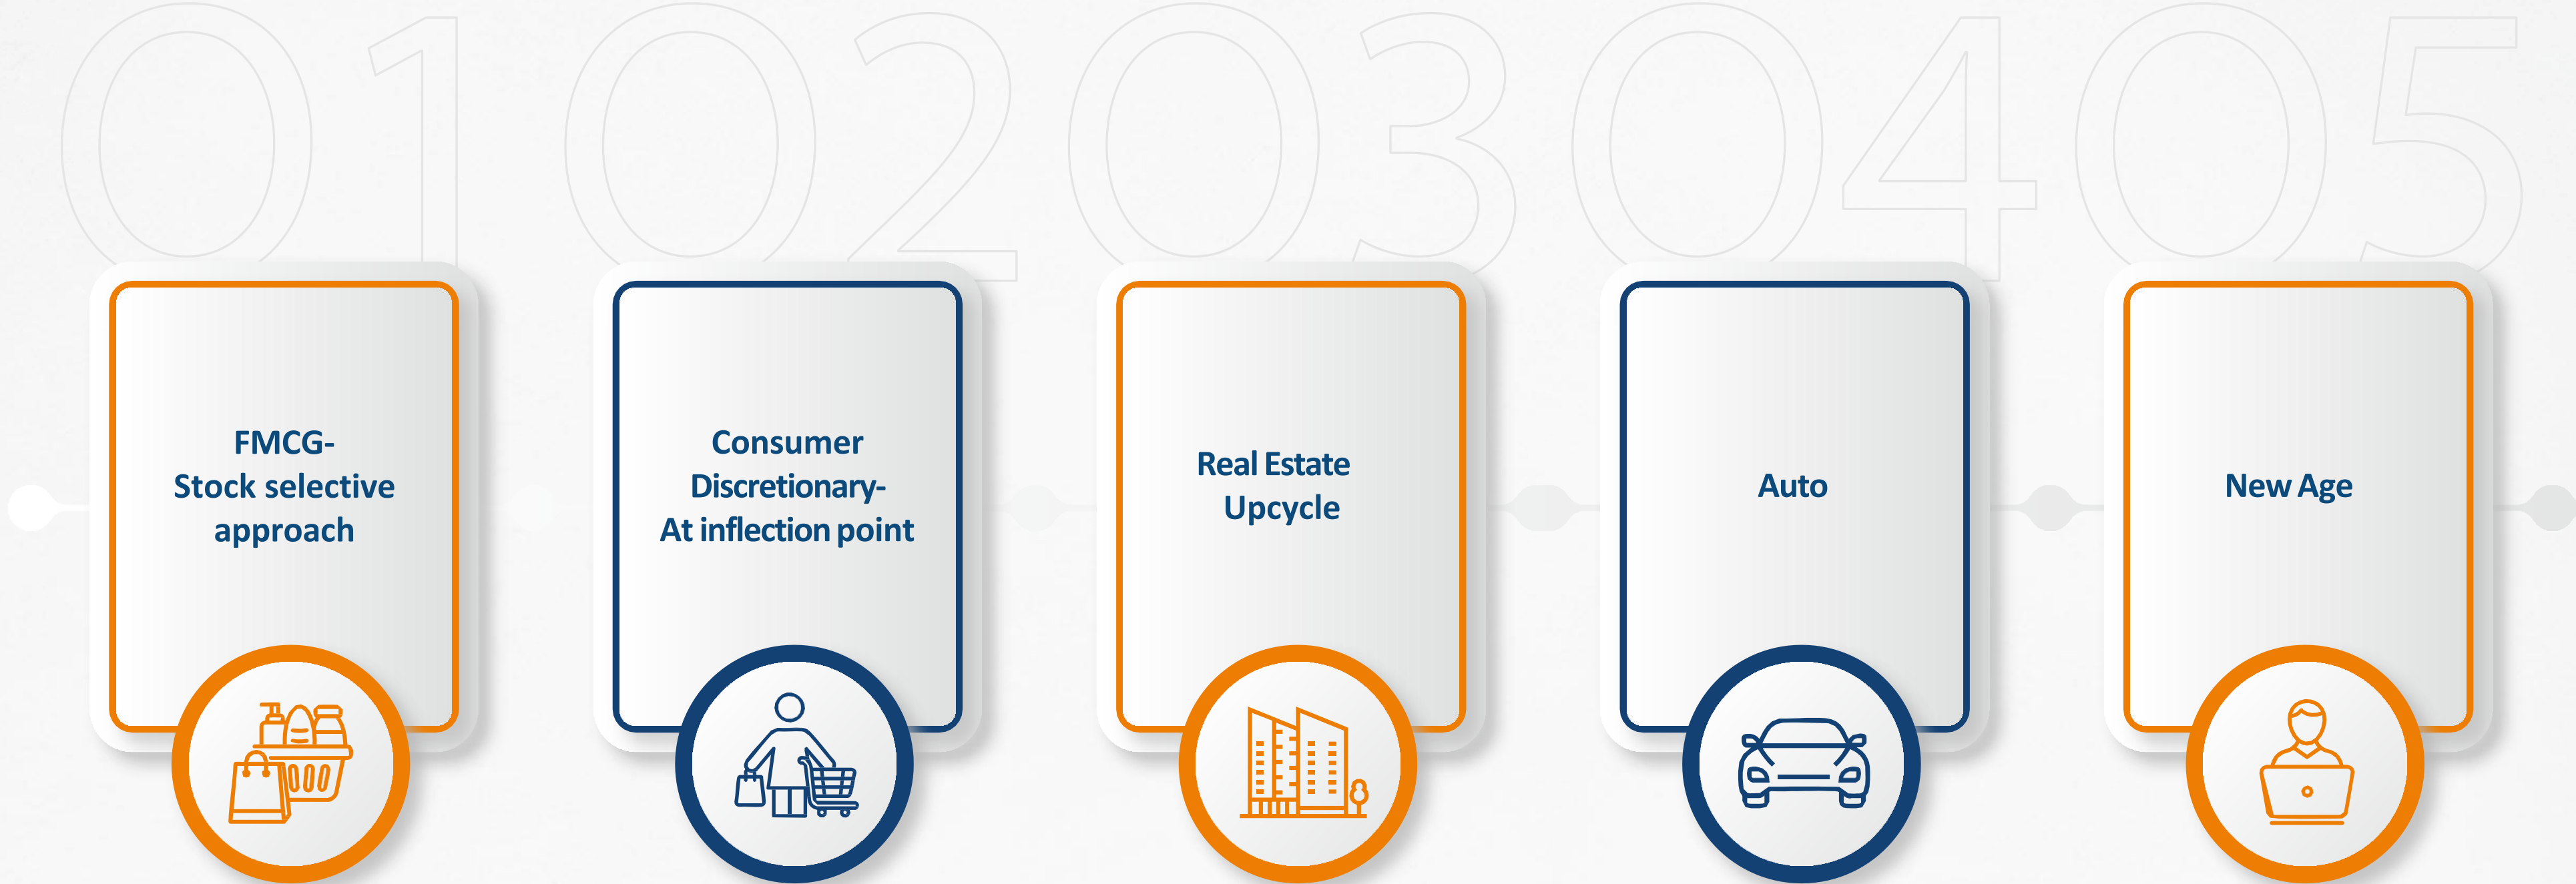 01
02
03
04
05
FMCG-
Stock selective
approach
Consumer
Discretionary-
At inflection point
Real Estate
Upcycle
Auto
New Age